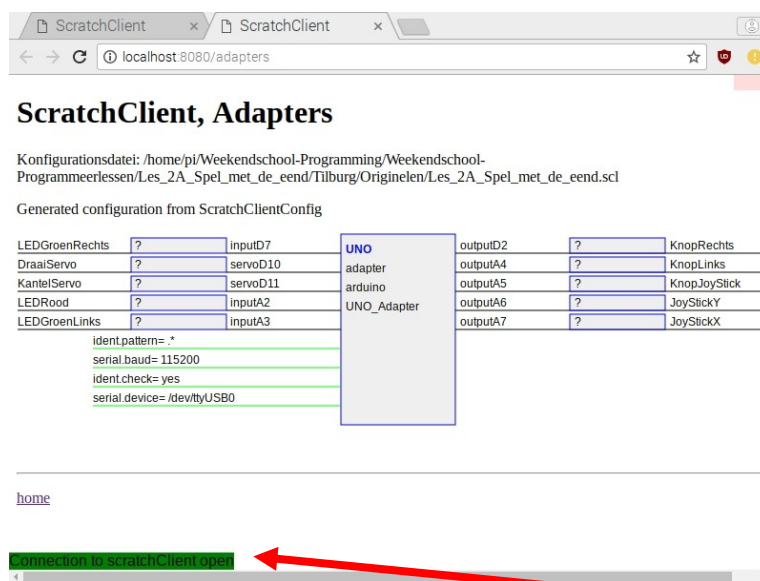 ScratchClient
ScratchClient
localhost:8080/adapters
ScratchClient, Adapters
Konfigurationsdatei: /home/pi/Weekendschool-Programming/Weekendschool-
Programmeerlessen/Les_2A_Spel_met_de_eend/Tilburg/Originelen/Les_2A_Spel_met_de_eend.scl
Generated configuration from ScratchClientConfig
LEDGroenRechts ? inputD7 UNO outputD2 ? KnopRechts
DraaiServo ? servoD10 adapter outputA4 ? KnopLinks
KantelServo ? servoD11 arduino outputA5 ? KnopJoyStick
LEDRood ? inputA2 UNO_Adapter outputA6 ? JoyStickY
LEDGroenLinks ? inputA3 outputA7 ? JoyStickX
ident.pattern= .*
serial.baud= 115200
ident.check= yes
serial.device= /dev/ttyUSB0
home
Connection to scratchClient open